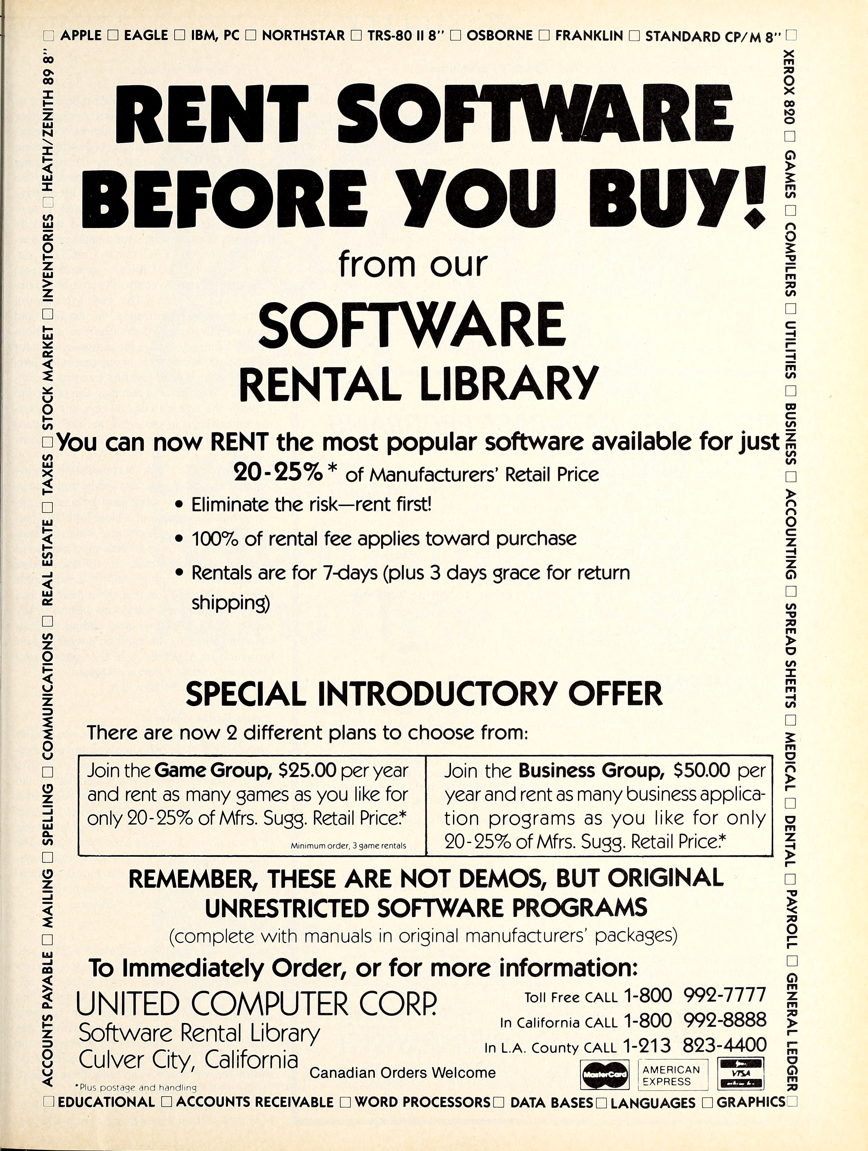 □ APPLE □ EAGLE □ IBM, PC □ NORTHSTAR □ TRS-80 II 8'' □ OSBORNE □ FRANKLIN □ STANDARD CP/M 8'' □
RENT SOFTWARE
BEFORE YOU BUY!
from our
SOFTWARE
RENTAL LIBRARY
You can now RENT the most popular software available for just
20-25%* of Manufacturers' Retail Price
• Eliminate the risk—rent first!
• 100% of rental fee applies toward purchase
• Rentals are for 7-days (plus 3 days grace for return
shipping)
SPECIAL INTRODUCTORY OFFER
There are now 2 different plans to choose from:
Join the Game Group, $25.00 per year
and rent as many games as you like for
only 20-25% of Mfrs. Sugg. Retail Price.*
Minimum order, 3 game rentals
Join the Business Group, $50.00 per
year and rent as many business applica-
tion programs as you like for only
20-25% of Mfrs. Sugg. Retail Price.*
REMEMBER, THESE ARE NOT DEMOS, BUT ORIGINAL
UNRESTRICTED SOFTWARE PROGRAMS
(complete with manuals in original manufacturers' packages)
To Immediately Order, or for more information:
UNITED COMPUTER CORP.
Software Rental Library
Culver City, California
Toll Free CALL 1-800 992-7777
In California CALL 1-800 992-8888
In L.A. County CALL 1-213 823-4400
Canadian Orders Welcome
MasterCard
AMERICAN
EXPRESS
VISA
*Plus postage and handling
□ EDUCATIONAL □ ACCOUNTS RECEIVABLE □ WORD PROCESSORS □ DATA BASES □ LANGUAGES □ GRAPHICS □
ACCOUNTS PAYABLE □ MAILING □ SPELLING □ COMMUNICATIONS □ REAL ESTATE □ TAXES □ STOCK MARKET □ INVENTORIES □ HEATH/ZENITH 89 8''
XEROX 820 □ GAMES □ COMPILERS □ UTILITIES □ BUSINESS □ ACCOUNTING □ SPREAD SHEETS □ MEDICAL □ DENTAL □ PAYROLL □ GENERAL LEDGER